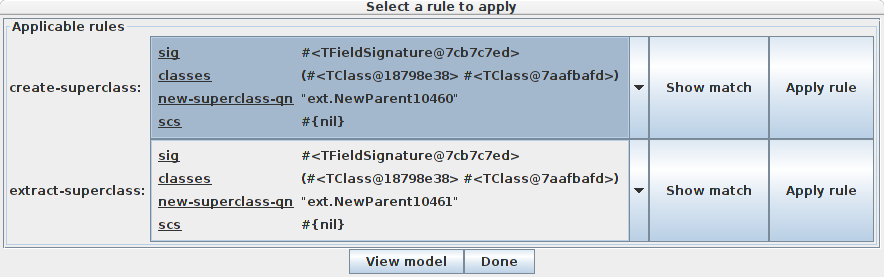 Select a rule to apply
Applicable rules
create-superclass:
sig #<TFieldSignature@7cb7c7ed>
classes (#<TClass@18798e38> #<TClass@7aafbafd>)
new-superclass-qn "ext.NewParent10460"
scs #{nil}
Show match
Apply rule
extract-superclass:
sig #<TFieldSignature@7cb7c7ed>
classes (#<TClass@18798e38> #<TClass@7aafbafd>)
new-superclass-qn "ext.NewParent10461"
scs #{nil}
Show match
Apply rule
View model
Done